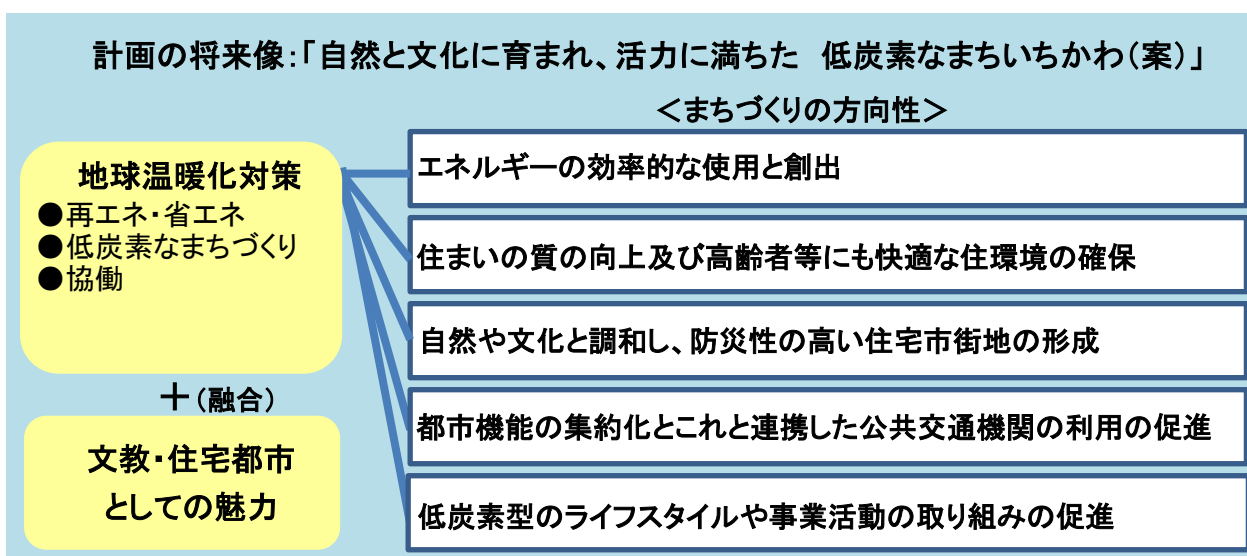 計画の将来像:「自然と文化に育まれ、活力に満ちた 低炭素なまちいちかわ(案)」
<まちづくりの方向性>
地球温暖化対策
●再エネ・省エネ
●低炭素なまちづくり
●協働
+(融合)
文教・住宅都市
としての魅力
エネルギーの効率的な使用と創出
住まいの質の向上及び高齢者等にも快適な住環境の確保
自然や文化と調和し、防災性の高い住宅市街地の形成
都市機能の集約化とこれと連携した公共交通機関の利用の促進
低炭素型のライフスタイルや事業活動の取り組みの促進